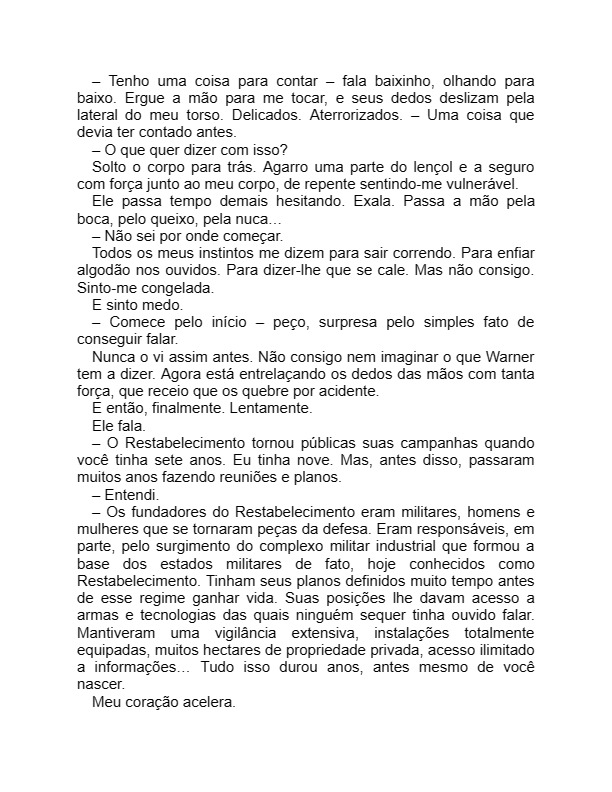 – Tenho uma coisa para contar – fala baixinho, olhando para
baixo. Ergue a mão para me tocar, e seus dedos deslizam pela
lateral do meu torso. Delicados. Aterrorizados. – Uma coisa que
devia ter contado antes.
– O que quer dizer com isso?
Solto o corpo para trás. Agarro uma parte do lençol e a seguro
com força junto ao meu corpo, de repente sentindo-me vulnerável.
Ele passa tempo demais hesitando. Exala. Passa a mão pela
boca, pelo queixo, pela nuca…
– Não sei por onde começar.
Todos os meus instintos me dizem para sair correndo. Para enfiar
algodão nos ouvidos. Para dizer-lhe que se cale. Mas não consigo.
Sinto-me congelada.
E sinto medo.
– Comece pelo início – peço, surpresa pelo simples fato de
conseguir falar.
Nunca o vi assim antes. Não consigo nem imaginar o que Warner
tem a dizer. Agora está entrelaçando os dedos das mãos com tanta
força, que receio que os quebre por acidente.
E então, finalmente. Lentamente.
Ele fala.
– O Restabelecimento tornou públicas suas campanhas quando
você tinha sete anos. Eu tinha nove. Mas, antes disso, passaram
muitos anos fazendo reuniões e planos.
– Entendi.
– Os fundadores do Restabelecimento eram militares, homens e
mulheres que se tornaram peças da defesa. Eram responsáveis, em
parte, pelo surgimento do complexo militar industrial que formou a
base dos estados militares de fato, hoje conhecidos como
Restabelecimento. Tinham seus planos definidos muito tempo antes
de esse regime ganhar vida. Suas posições lhe davam acesso a
armas e tecnologias das quais ninguém sequer tinha ouvido falar.
Mantiveram uma vigilância extensiva, instalações totalmente
equipadas, muitos hectares de propriedade privada, acesso ilimitado
a informações… Tudo isso durou anos, antes mesmo de você
nascer.
Meu coração acelera.